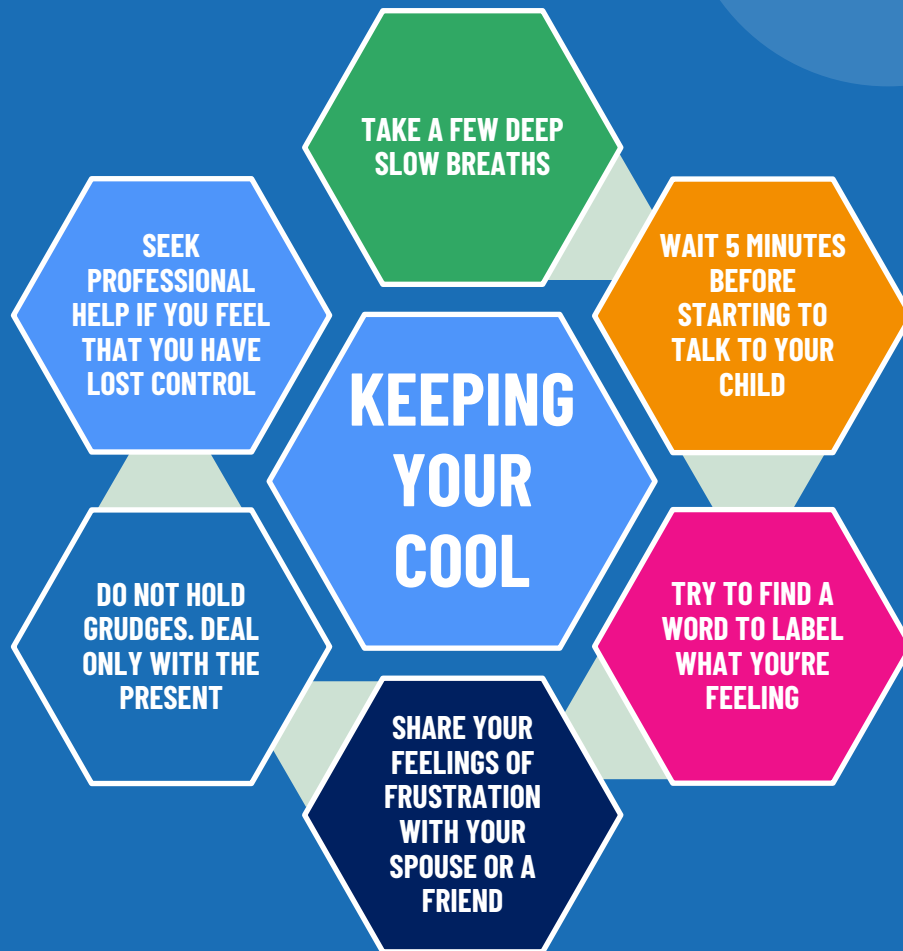 TAKE A FEW DEEP
SLOW BREATHS
WAIT 5 MINUTES
BEFORE
STARTING TO
TALK TO YOUR
CHILD
TRY TO FIND A
WORD TO LABEL
WHAT YOU'RE
FEELING
SHARE YOUR
FEELINGS OF
FRUSTRATION
WITH YOUR
SPOUSE OR A
FRIEND
DO NOT HOLD
GRUDGES. DEAL
ONLY WITH THE
PRESENT
SEEK
PROFESSIONAL
HELP IF YOU FEEL
THAT YOU HAVE
LOST CONTROL
KEEPING
YOUR
COOL